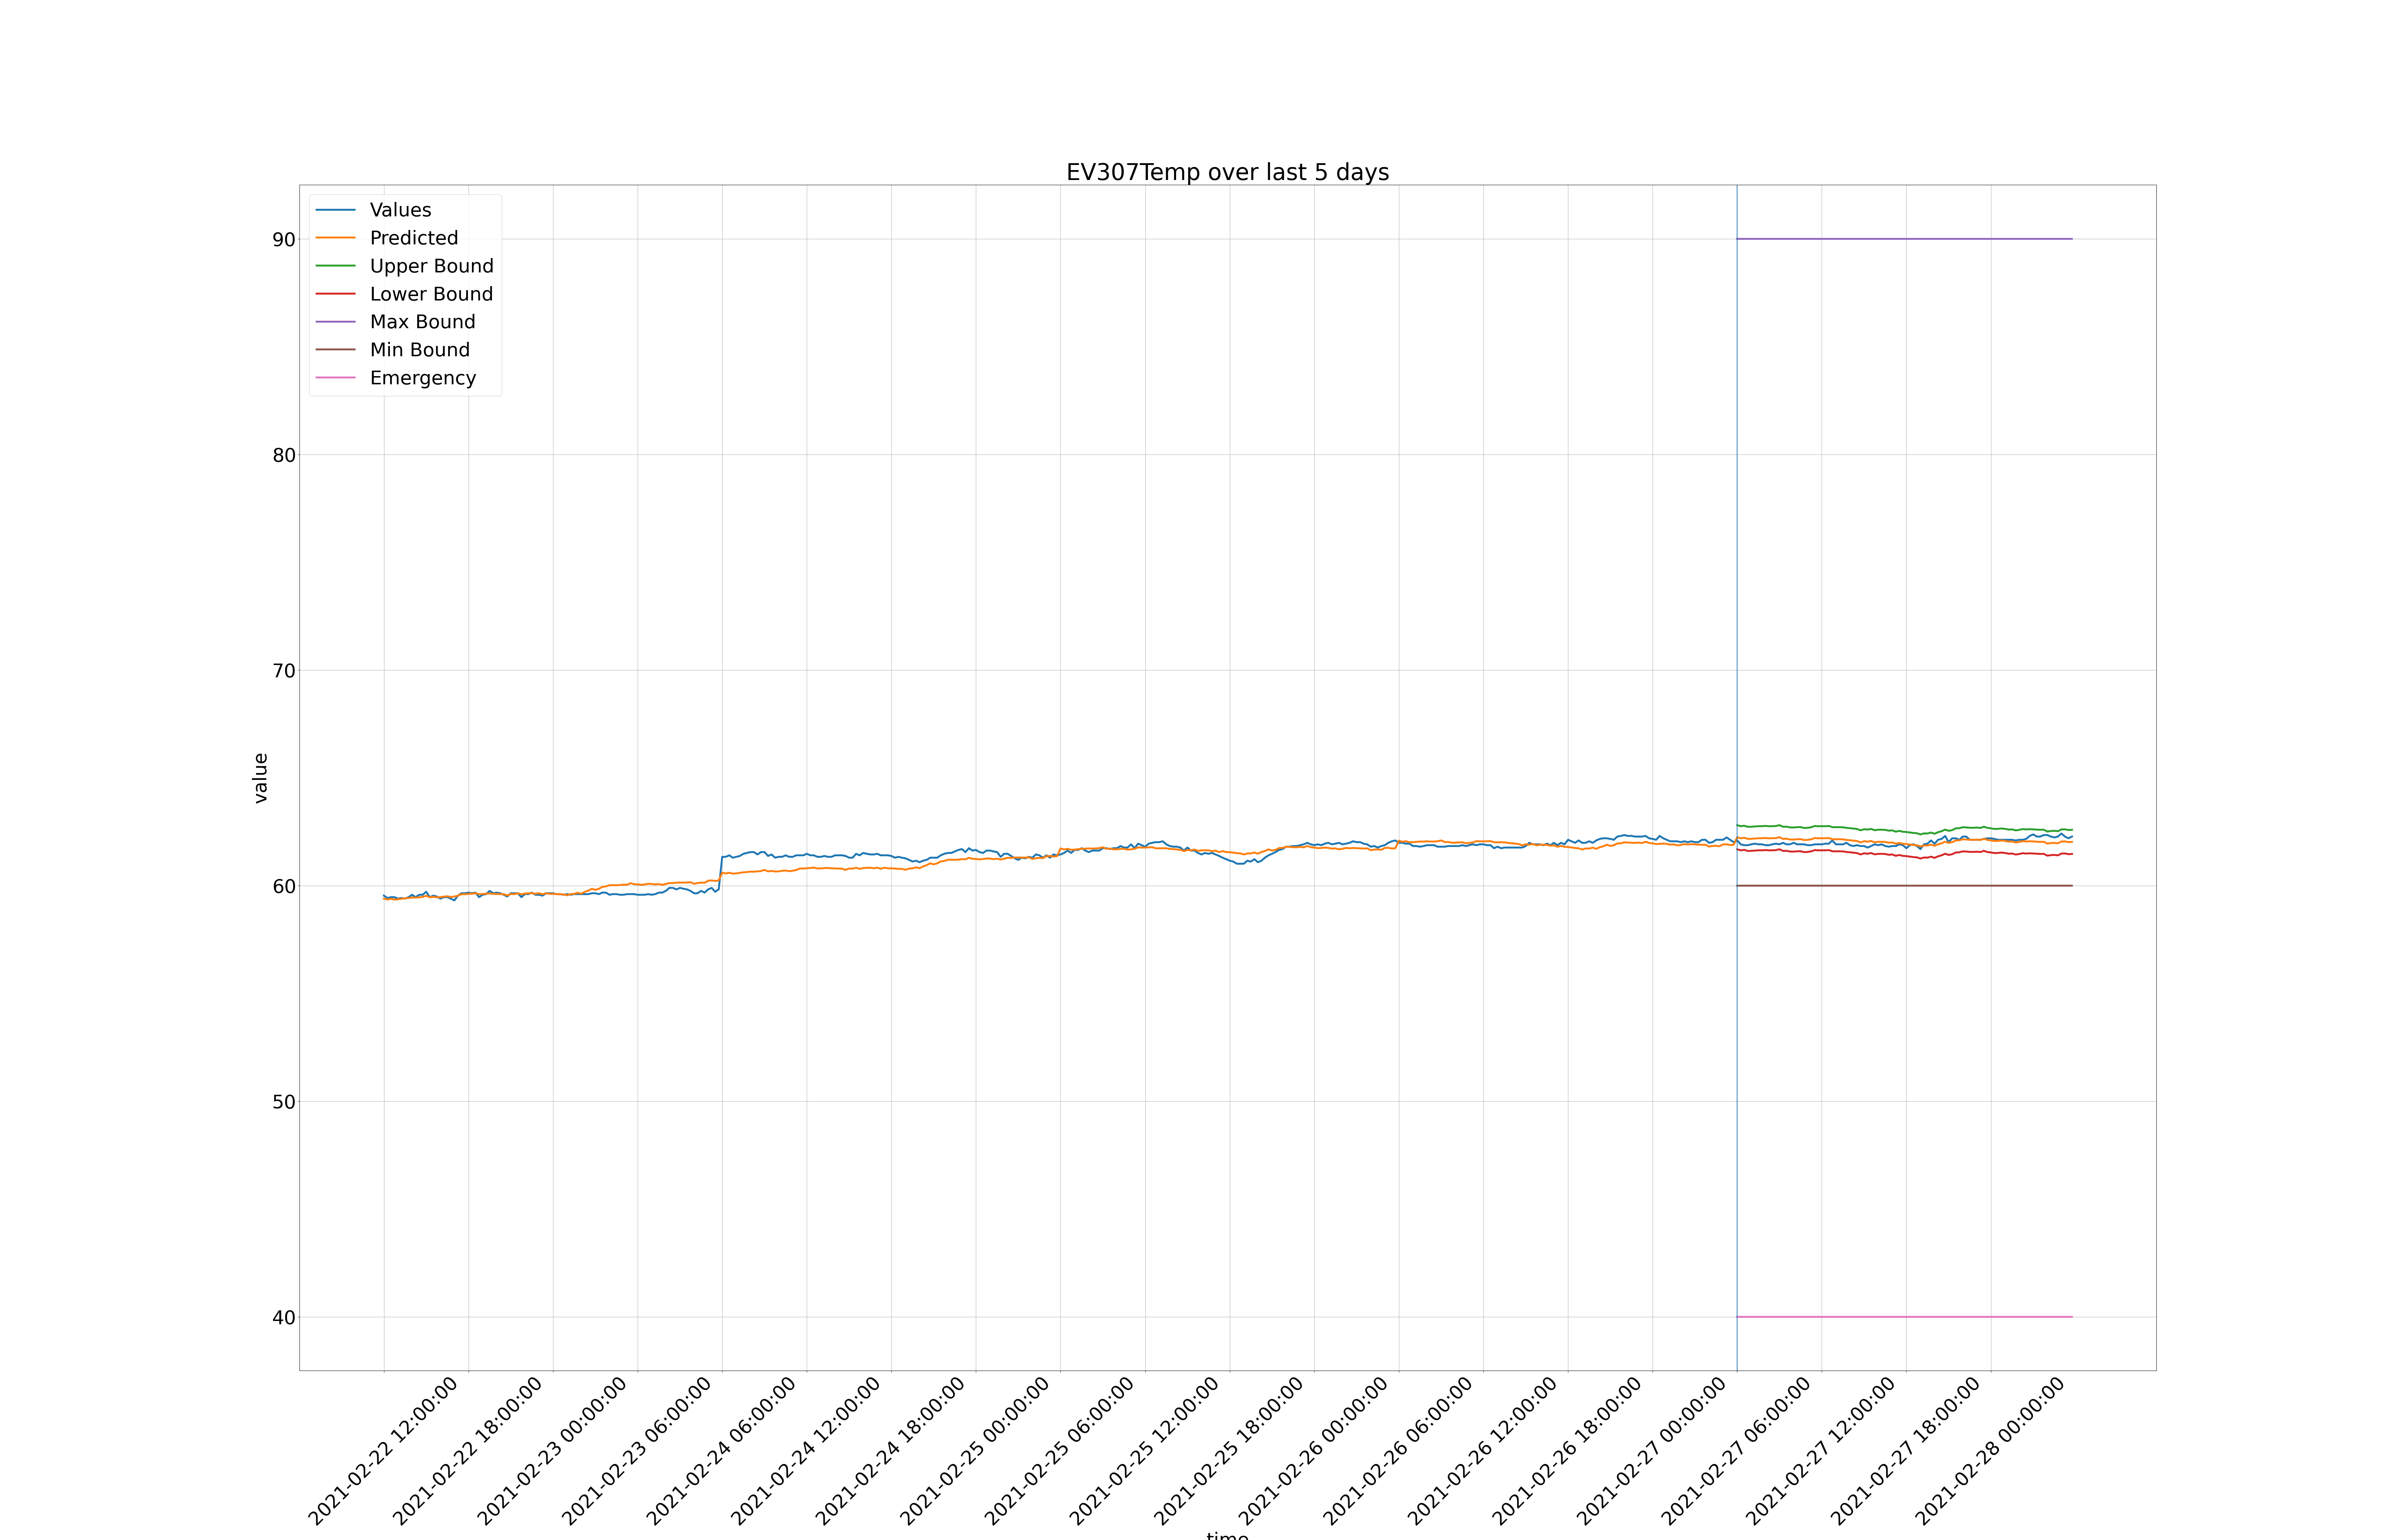 EV307Temp over last 5 days
Values
Predicted
Upper Bound
Lower Bound
Max Bound
Min Bound
Emergency
90
80
70
60
50
40
value
2021-02-22 12:00:00
2021-02-22 18:00:00
2021-02-23 00:00:00
2021-02-23 06:00:00
2021-02-24 06:00:00
2021-02-24 12:00:00
2021-02-24 18:00:00
2021-02-25 00:00:00
2021-02-25 06:00:00
2021-02-25 12:00:00
2021-02-25 18:00:00
2021-02-26 00:00:00
2021-02-26 06:00:00
2021-02-26 12:00:00
2021-02-26 18:00:00
2021-02-27 00:00:00
2021-02-27 06:00:00
2021-02-27 12:00:00
2021-02-27 18:00:00
2021-02-28 00:00:00
time